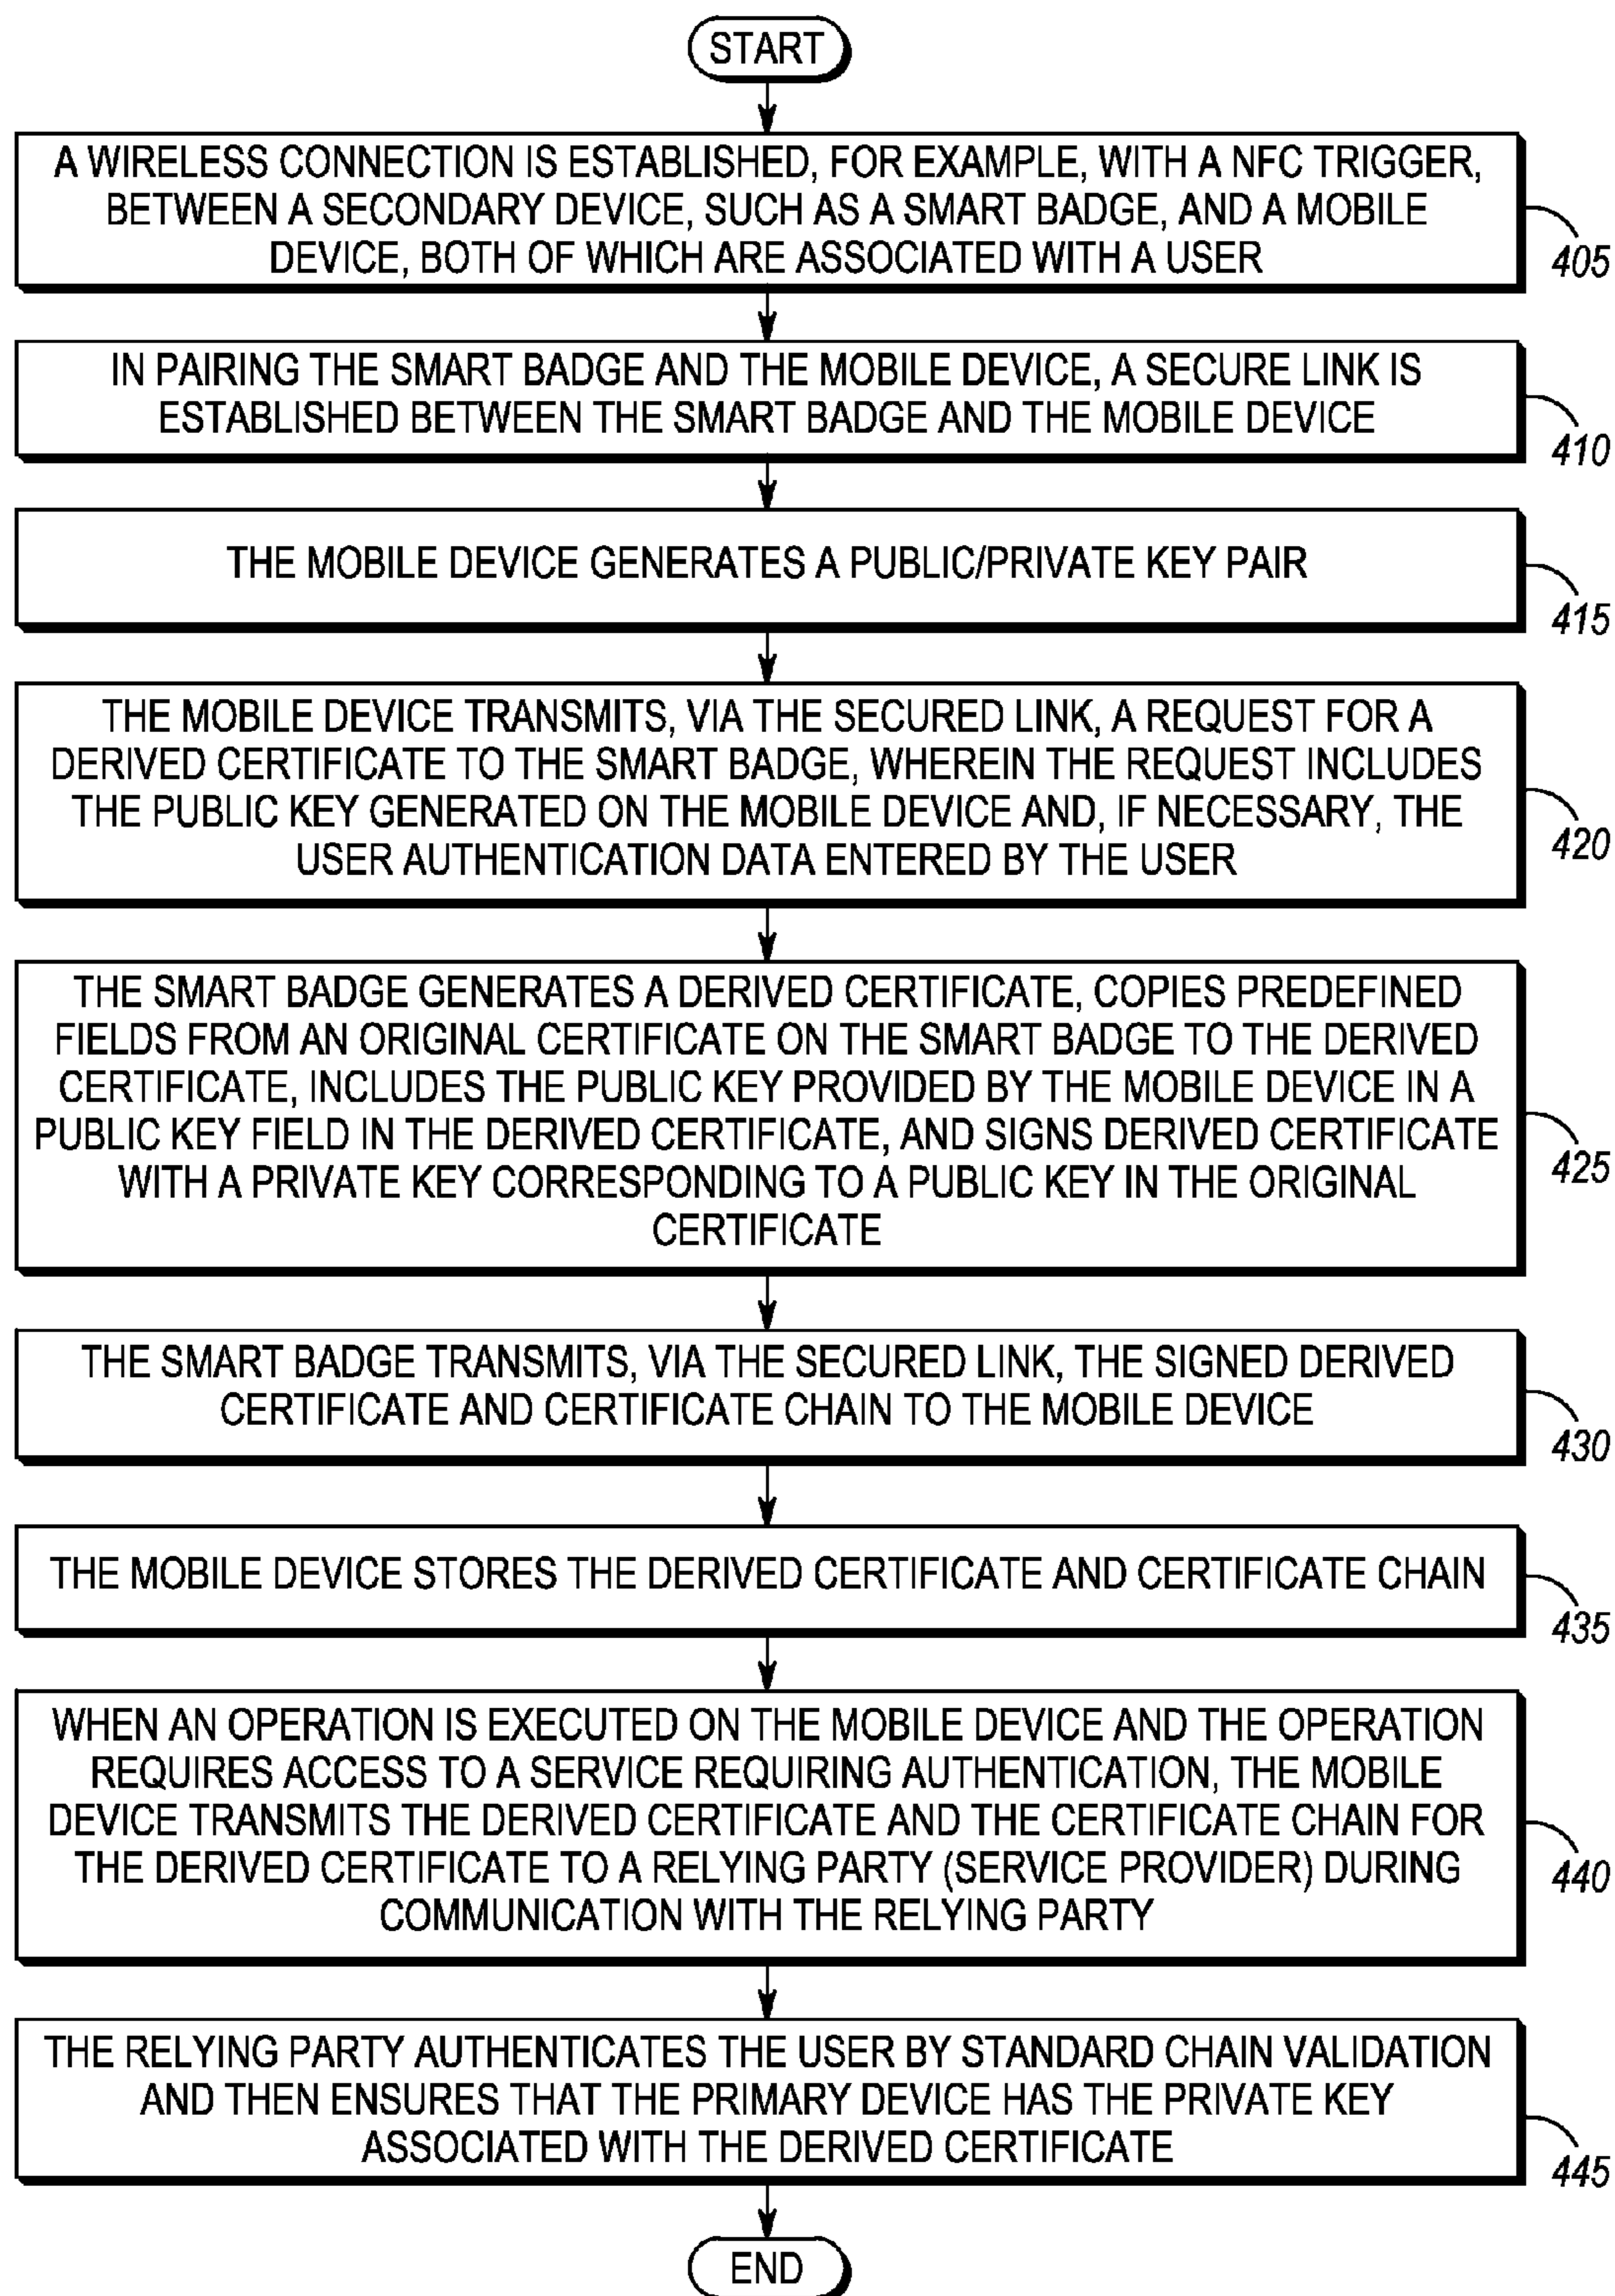 START
A WIRELESS CONNECTION IS ESTABLISHED, FOR EXAMPLE, WITH A NFC TRIGGER,
BETWEEN A SECONDARY DEVICE, SUCH AS A SMART BADGE, AND A MOBILE
DEVICE, BOTH OF WHICH ARE ASSOCIATED WITH A USER
405
IN PAIRING THE SMART BADGE AND THE MOBILE DEVICE, A SECURE LINK IS
ESTABLISHED BETWEEN THE SMART BADGE AND THE MOBILE DEVICE
410
THE MOBILE DEVICE GENERATES A PUBLIC/PRIVATE KEY PAIR
415
THE MOBILE DEVICE TRANSMITS, VIA THE SECURED LINK, A REQUEST FOR A
DERIVED CERTIFICATE TO THE SMART BADGE, WHEREIN THE REQUEST INCLUDES
THE PUBLIC KEY GENERATED ON THE MOBILE DEVICE AND, IF NECESSARY, THE
USER AUTHENTICATION DATA ENTERED BY THE USER
420
THE SMART BADGE GENERATES A DERIVED CERTIFICATE, COPIES PREDEFINED
FIELDS FROM AN ORIGINAL CERTIFICATE ON THE SMART BADGE TO THE DERIVED
CERTIFICATE, INCLUDES THE PUBLIC KEY PROVIDED BY THE MOBILE DEVICE IN A
PUBLIC KEY FIELD IN THE DERIVED CERTIFICATE, AND SIGNS DERIVED CERTIFICATE
WITH A PRIVATE KEY CORRESPONDING TO A PUBLIC KEY IN THE ORIGINAL
CERTIFICATE
425
THE SMART BADGE TRANSMITS, VIA THE SECURED LINK, THE SIGNED DERIVED
CERTIFICATE AND CERTIFICATE CHAIN TO THE MOBILE DEVICE
430
THE MOBILE DEVICE STORES THE DERIVED CERTIFICATE AND CERTIFICATE CHAIN
435
WHEN AN OPERATION IS EXECUTED ON THE MOBILE DEVICE AND THE OPERATION
REQUIRES ACCESS TO A SERVICE REQUIRING AUTHENTICATION, THE MOBILE
DEVICE TRANSMITS THE DERIVED CERTIFICATE AND THE CERTIFICATE CHAIN FOR
THE DERIVED CERTIFICATE TO A RELYING PARTY (SERVICE PROVIDER) DURING
COMMUNICATION WITH THE RELYING PARTY
440
THE RELYING PARTY AUTHENTICATES THE USER BY STANDARD CHAIN VALIDATION
AND THEN ENSURES THAT THE PRIMARY DEVICE HAS THE PRIVATE KEY
ASSOCIATED WITH THE DERIVED CERTIFICATE
445
END